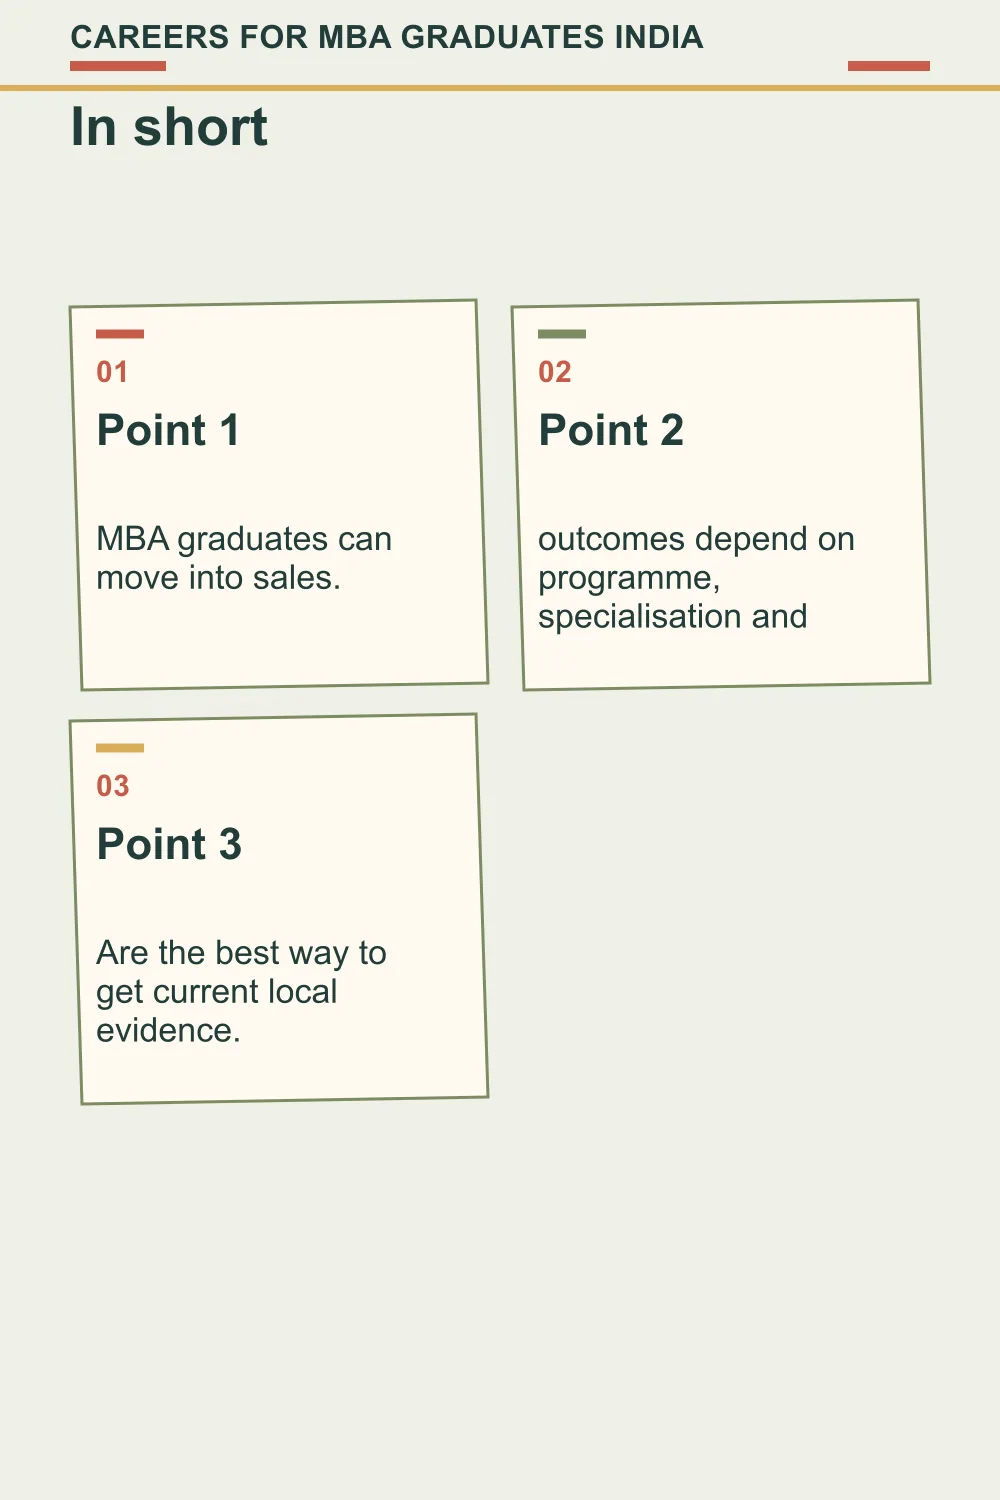 CAREERS FOR MBA GRADUATES INDIA
In short
01
Point 1
MBA graduates can
move into sales.
02
Point 2
outcomes depend on
programme,
specialisation and
03
Point 3
Are the best way to
get current local
evidence.